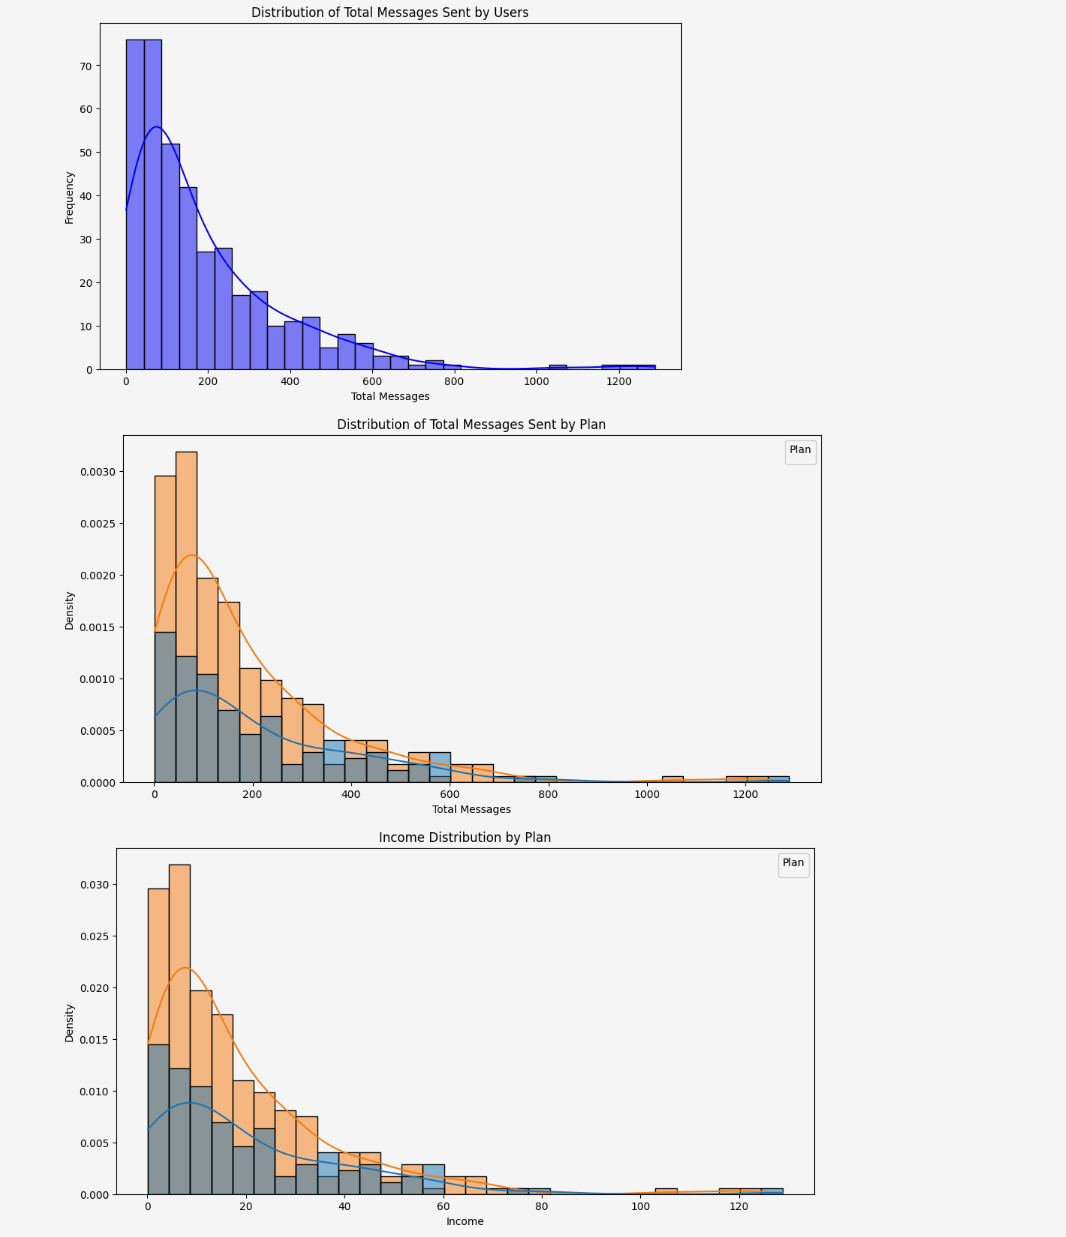 Distribution of Total Messages Sent by Users
70
60
50
40
30
20
10
0
Frequency
0 200 400 600 800 1000 1200
Total Messages
Distribution of Total Messages Sent by Plan
Plan
0.0030
0.0025
0.0020
0.0015
0.0010
0.0005
0.0000
Density
0 200 400 600 800 1000 1200
Total Messages
Income Distribution by Plan
Plan
0.030
0.025
0.020
0.015
0.010
0.005
0.000
Density
0 20 40 60 80 100 120
Income